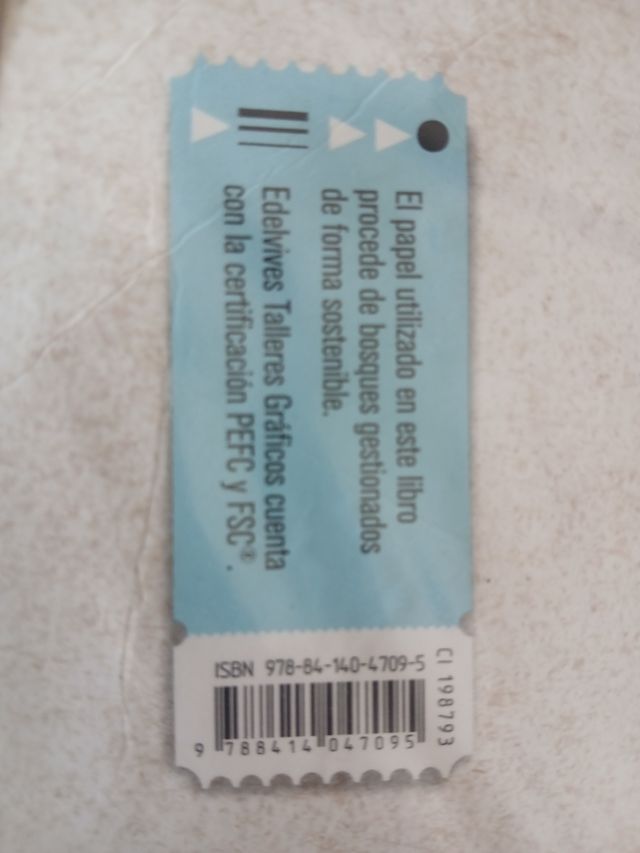 El papel utilizado en este libro
procede de bosques gestionados
de forma sostenible.
Edelvives Talleres Gráficos cuenta
con la certificación PEFC y FSC®.
ISBN 978-84-140-4709-5
9 788414 047095
CI 198793